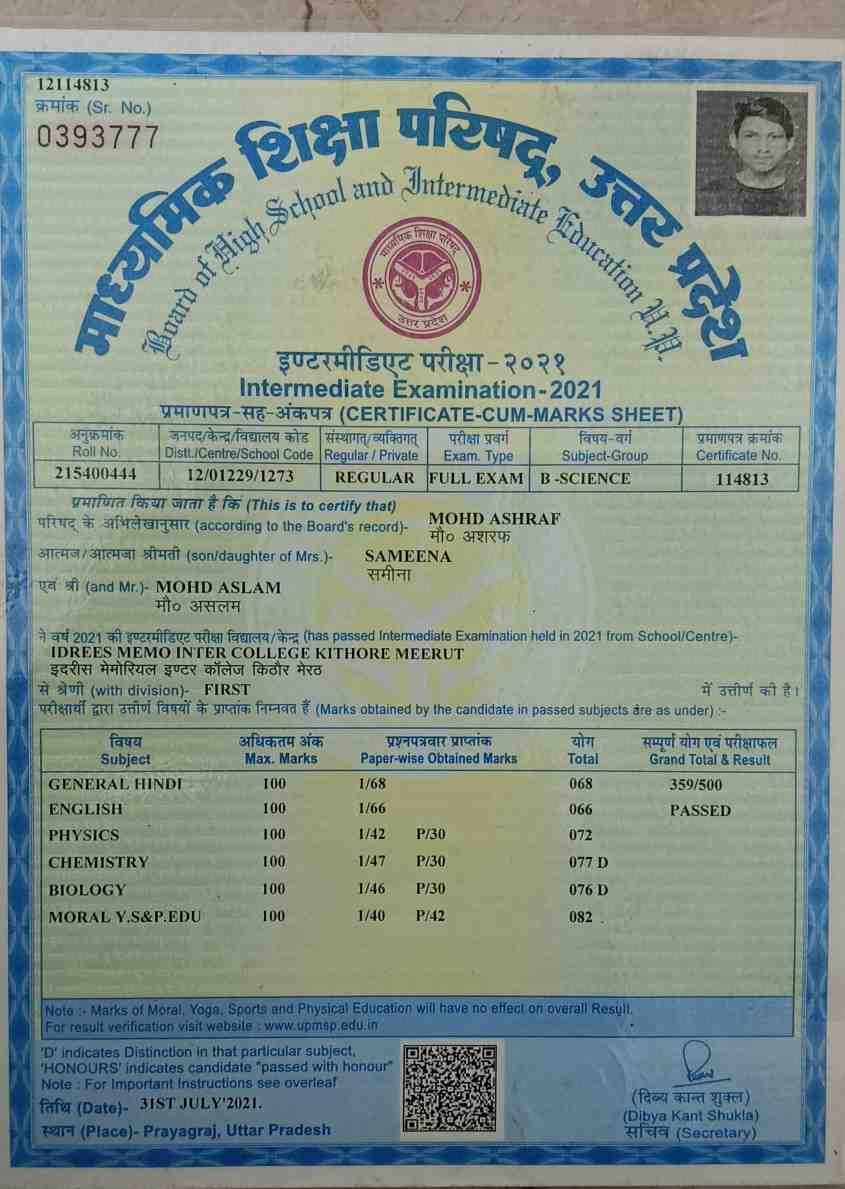 12114813
क्रमांक (Sr. No.)
0393777
माध्यमिक शिक्षा परिषद्, उत्तर प्रदेश
Board of High School and Intermediate Education U.P.
माध्यमिक शिक्षा परिषद्
उत्तर प्रदेश
इण्टरमीडिएट परीक्षा - २०२१
Intermediate Examination-2021
प्रमाणपत्र-सह-अंकपत्र (CERTIFICATE-CUM-MARKS SHEET)
अनुक्रमांक जनपद/केन्द्र/विद्यालय कोड संस्थागत्/व्यक्तिगत् परीक्षा प्रवर्ग विषय-वर्ग प्रमाणपत्र क्रमांक
Roll No. Distt./Centre/School Code Regular / Private Exam. Type Subject-Group Certificate No.
215400444 12/01229/1273 REGULAR FULL EXAM B -SCIENCE 114813
प्रमाणित किया जाता है कि (This is to certify that)
परिषद् के अभिलेखानुसार (according to the Board's record)- MOHD ASHRAF
मौ० अशरफ
आत्मज/आत्मजा श्रीमती (son/daughter of Mrs.)- SAMEENA
समीना
एवं श्री (and Mr.)- MOHD ASLAM
मौ० असलम
ने वर्ष 2021 की इण्टरमीडिएट परीक्षा विद्यालय/केन्द्र (has passed Intermediate Examination held in 2021 from School/Centre)-
IDREES MEMO INTER COLLEGE KITHORE MEERUT
इदरीस मेमोरियल इण्टर कॉलेज किठौर मेरठ
से श्रेणी (with division)- FIRST में उत्तीर्ण की है।
परीक्षार्थी द्वारा उत्तीर्ण विषयों के प्राप्तांक निम्नवत हैं (Marks obtained by the candidate in passed subjects are as under) :-
विषय अधिकतम अंक प्रश्नपत्रवार प्राप्तांक योग सम्पूर्ण योग एवं परीक्षाफल
Subject Max. Marks Paper-wise Obtained Marks Total Grand Total & Result
GENERAL HINDI 100 1/68 068 359/500
ENGLISH 100 1/66 066 PASSED
PHYSICS 100 1/42 P/30 072
CHEMISTRY 100 1/47 P/30 077 D
BIOLOGY 100 1/46 P/30 076 D
MORAL Y.S&P.EDU 100 1/40 P/42 082
Note :- Marks of Moral, Yoga, Sports and Physical Education will have no effect on overall Result.
For result verification visit website : www.upmsp.edu.in
'D' indicates Distinction in that particular subject,
'HONOURS' indicates candidate "passed with honour"
Note : For Important Instructions see overleaf
तिथि (Date)- 31ST JULY'2021.
स्थान (Place)- Prayagraj, Uttar Pradesh
(दिव्य कान्त शुक्ल)
(Dibya Kant Shukla)
सचिव (Secretary)